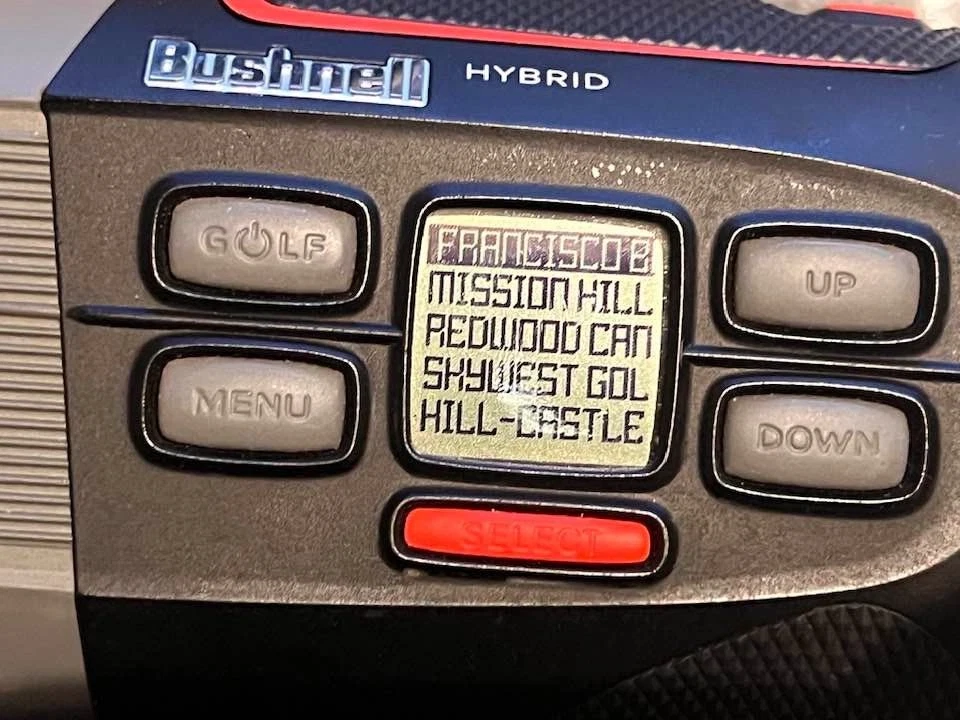 Bushnell HYBRID
GOLF
FRANCISCO B
MISSION HILL
REDWOOD CAN
SKYWEST GOL
HILL-CASTLE
UP
MENU
DOWN
SELECT